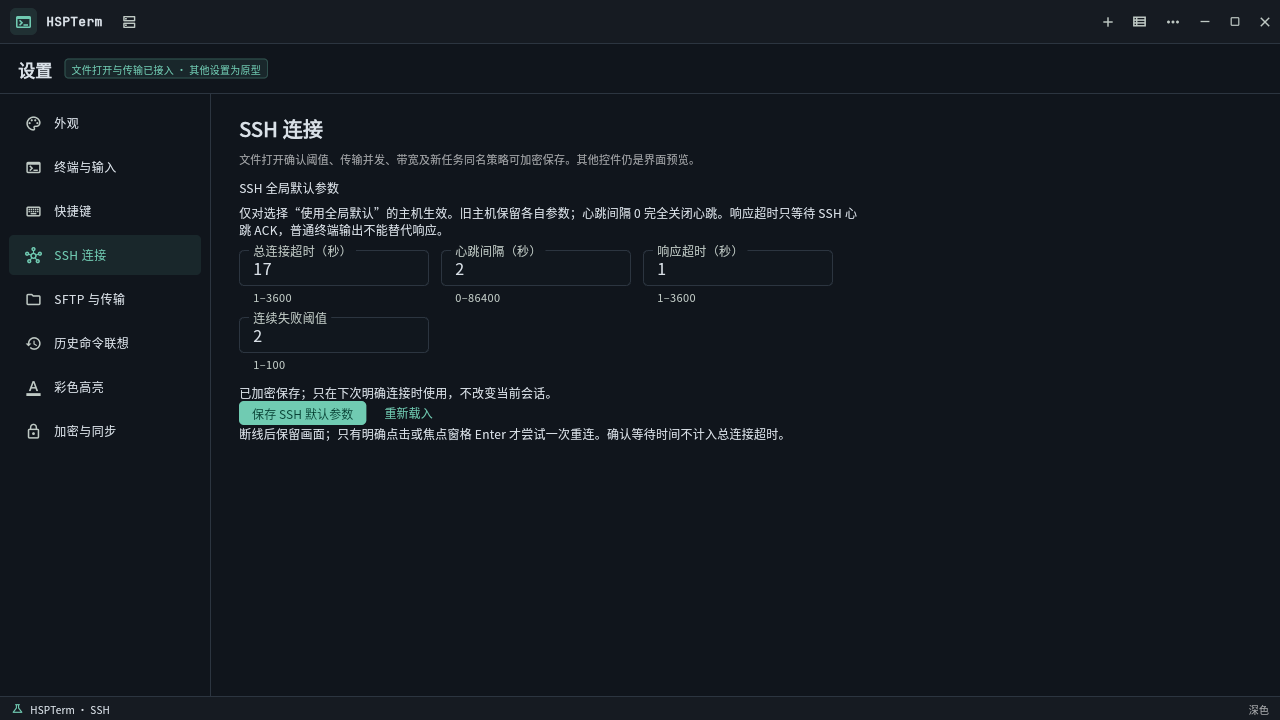 HSPTerm
设置
文件打开与传输已接入 · 其他设置为原型
外观
终端与输入
快捷键
SSH 连接
SFTP 与传输
历史命令联想
彩色高亮
加密与同步
SSH 连接
文件打开确认阈值、传输并发、带宽及新任务同名策略可加密保存。其他控件仍是界面预览。
SSH 全局默认参数
仅对选择“使用全局默认”的主机生效。旧主机保留各自参数；心跳间隔 0 完全关闭心跳。响应超时只等待 SSH 心
跳 ACK，普通终端输出不能替代响应。
总连接超时（秒）
17
1–3600
心跳间隔（秒）
2
0–86400
响应超时（秒）
1
1–3600
连续失败阈值
2
1–100
已加密保存；只在下次明确连接时使用，不改变当前会话。
保存 SSH 默认参数
重新载入
断线后保留画面；只有明确点击或焦点窗格 Enter 才尝试一次重连。确认等待时间不计入总连接超时。
HSPTerm · SSH
深色